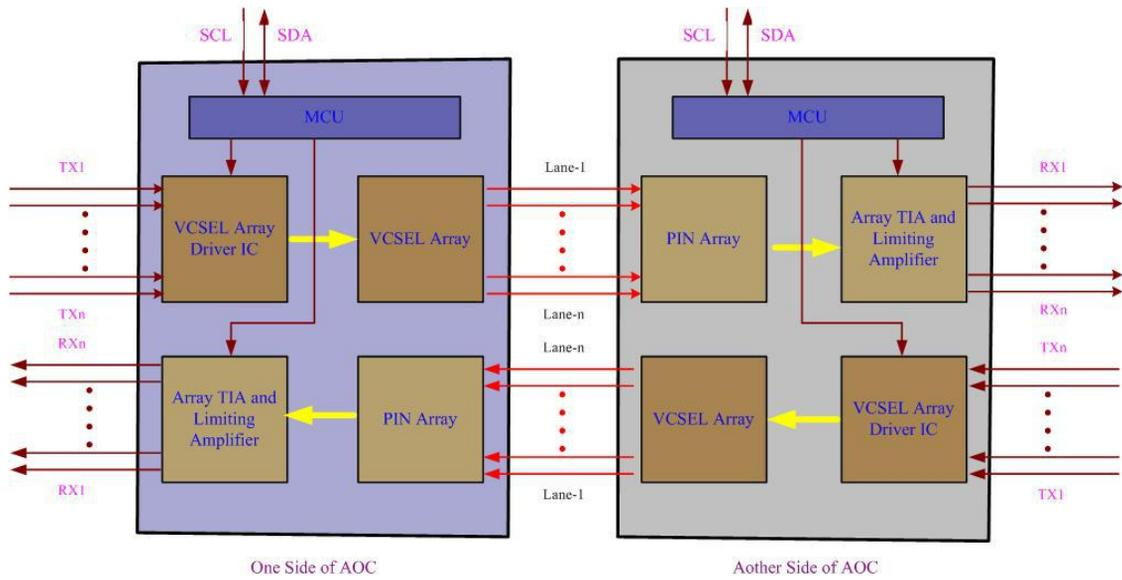 SCL
SDA
SCL
SDA
MCU
MCU
TX1
Lane-1
RX1
VCSEL Array
Driver IC
VCSEL Array
PIN Array
Array TIA and
Limiting
Amplifier
TXn
Lane-n
RXn
RXn
Lane-n
TXn
Array TIA and
Limiting
Amplifier
PIN Array
VCSEL Array
VCSEL Array
Driver IC
RX1
Lane-1
TX1
One Side of AOC
Aother Side of AOC